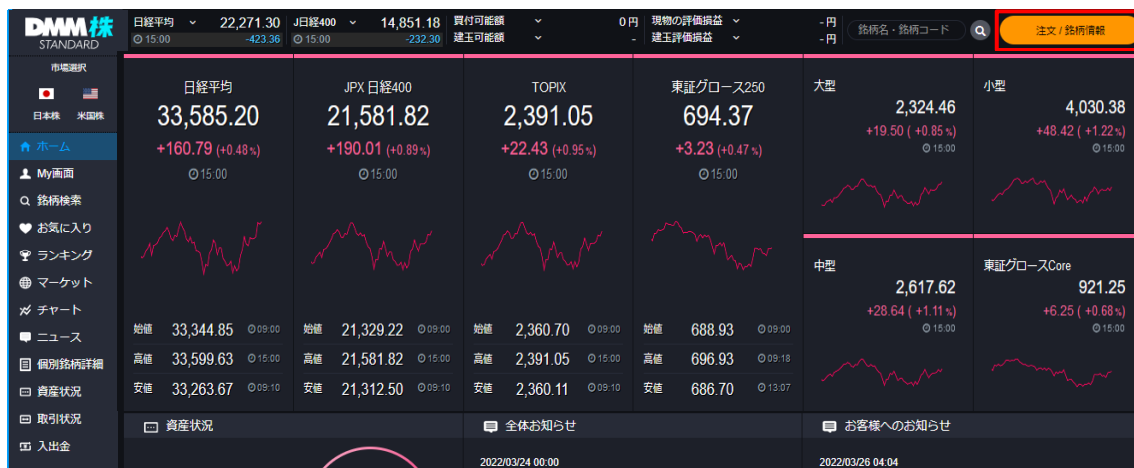 DMM株
STANDARD
日経平均 22,271.30 J日経400 14,851.18 買付可能額 0円 現物の評価損益 -円 銘柄名・銘柄コード 注文 / 銘柄情報
15:00 -423.36 15:00 -232.30 建玉可能額 - 建玉評価損益 -円
市場選択
日本株 米国株
ホーム
My画面
銘柄検索
お気に入り
ランキング
マーケット
チャート
ニュース
個別銘柄詳細
資産状況
取引状況
入出金
日経平均
33,585.20
+160.79 (+0.48%)
15:00
始値 33,344.85 09:00
高値 33,599.63 15:00
安値 33,263.67 09:10
JPX 日経400
21,581.82
+190.01 (+0.89%)
15:00
始値 21,329.22 09:00
高値 21,581.82 15:00
安値 21,312.50 09:10
TOPIX
2,391.05
+22.43 (+0.95%)
15:00
始値 2,360.70 09:00
高値 2,391.05 15:00
安値 2,360.11 09:10
東証グロース250
694.37
+3.23 (+0.47%)
15:00
始値 688.93 09:00
高値 696.93 09:18
安値 686.70 13:07
大型
2,324.46
+19.50 ( +0.85%)
15:00
小型
4,030.38
+48.42 ( +1.22%)
15:00
中型
2,617.62
+28.64 ( +1.11%)
15:00
東証グロースCore
921.25
+6.25 ( +0.68%)
15:00
資産状況
全体お知らせ
2022/03/24 00:00
お客様へのお知らせ
2022/03/26 04:04